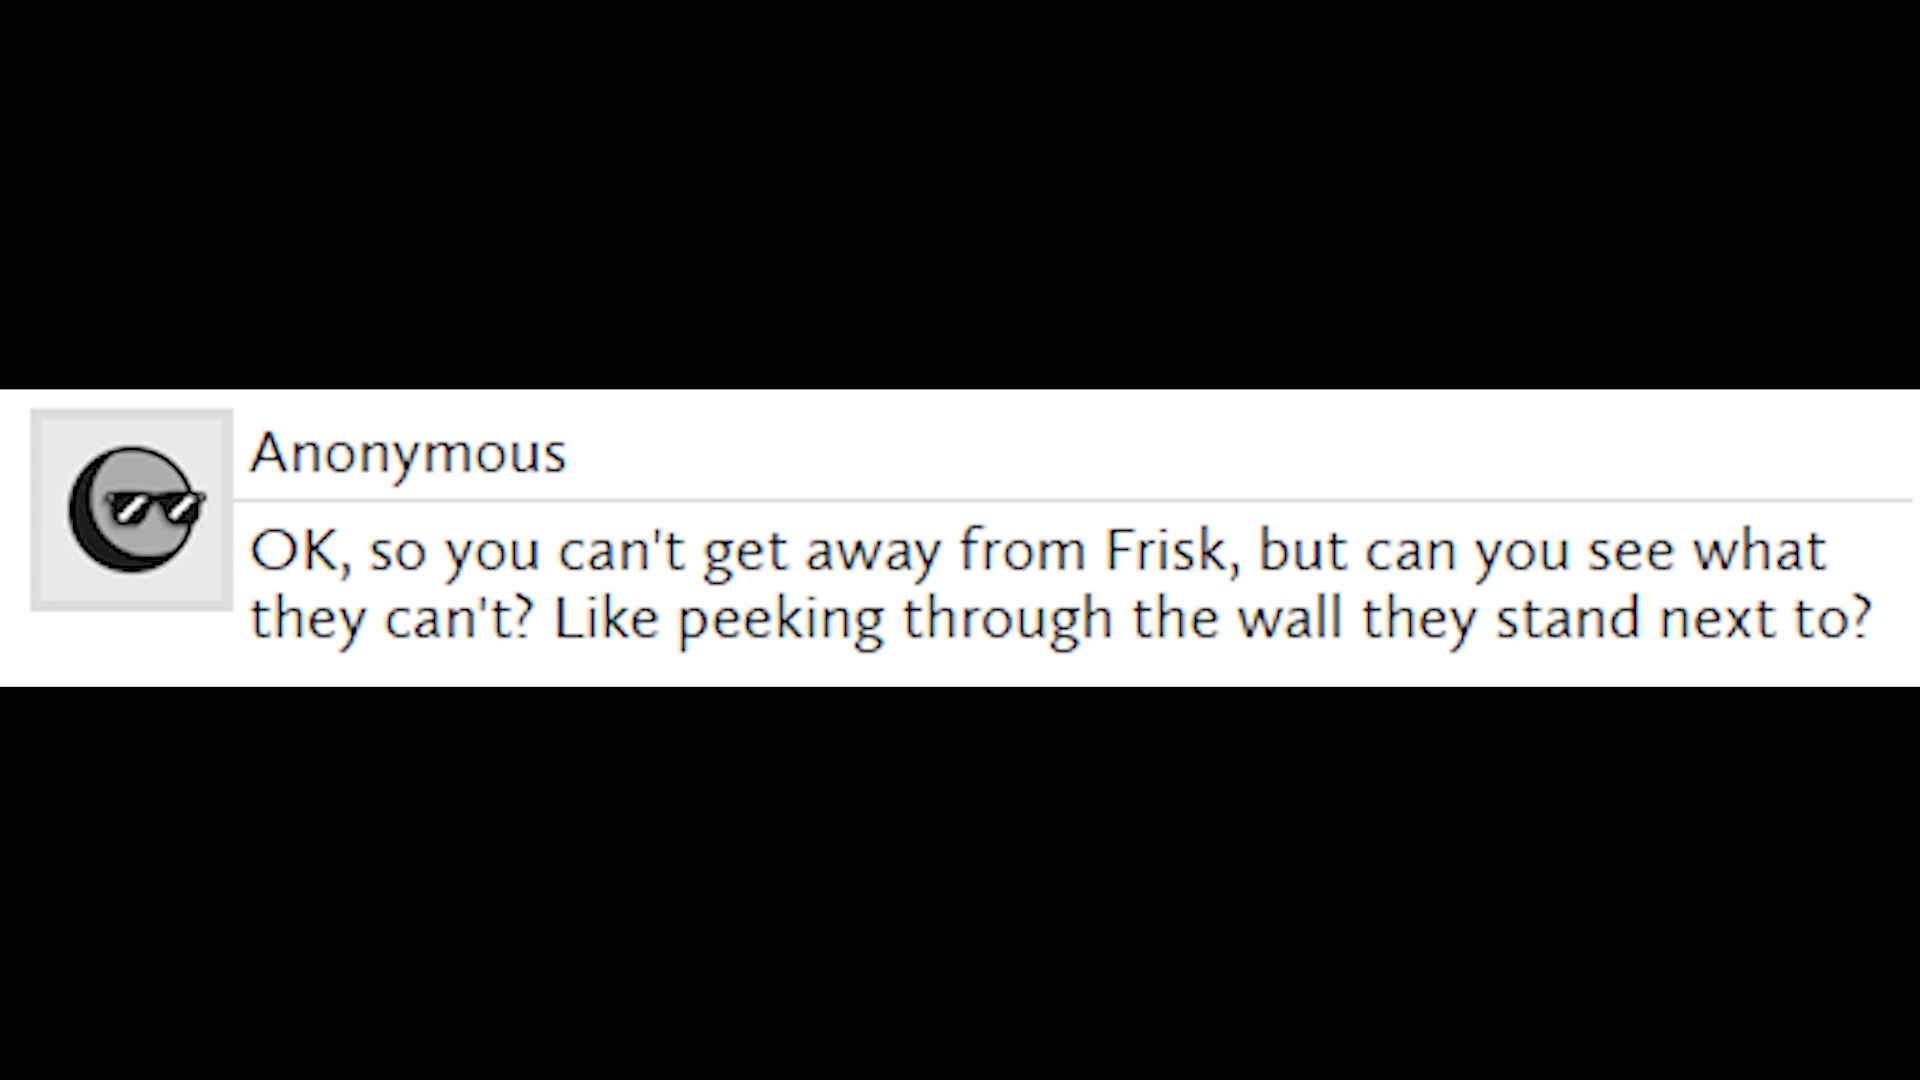 Anonymous
OK, so you can't get away from Frisk, but can you see what
they can't? Like peeking through the wall they stand next to?